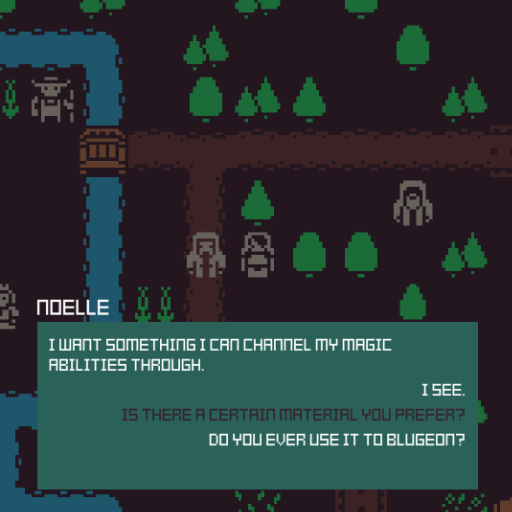 NOELLE
I WANT SOMETHING I CAN CHANNEL MY MAGIC
ABILITIES THROUGH.
I SEE.
IS THERE A CERTAIN MATERIAL YOU PREFER?
DO YOU EVER USE IT TO BLUGEON?